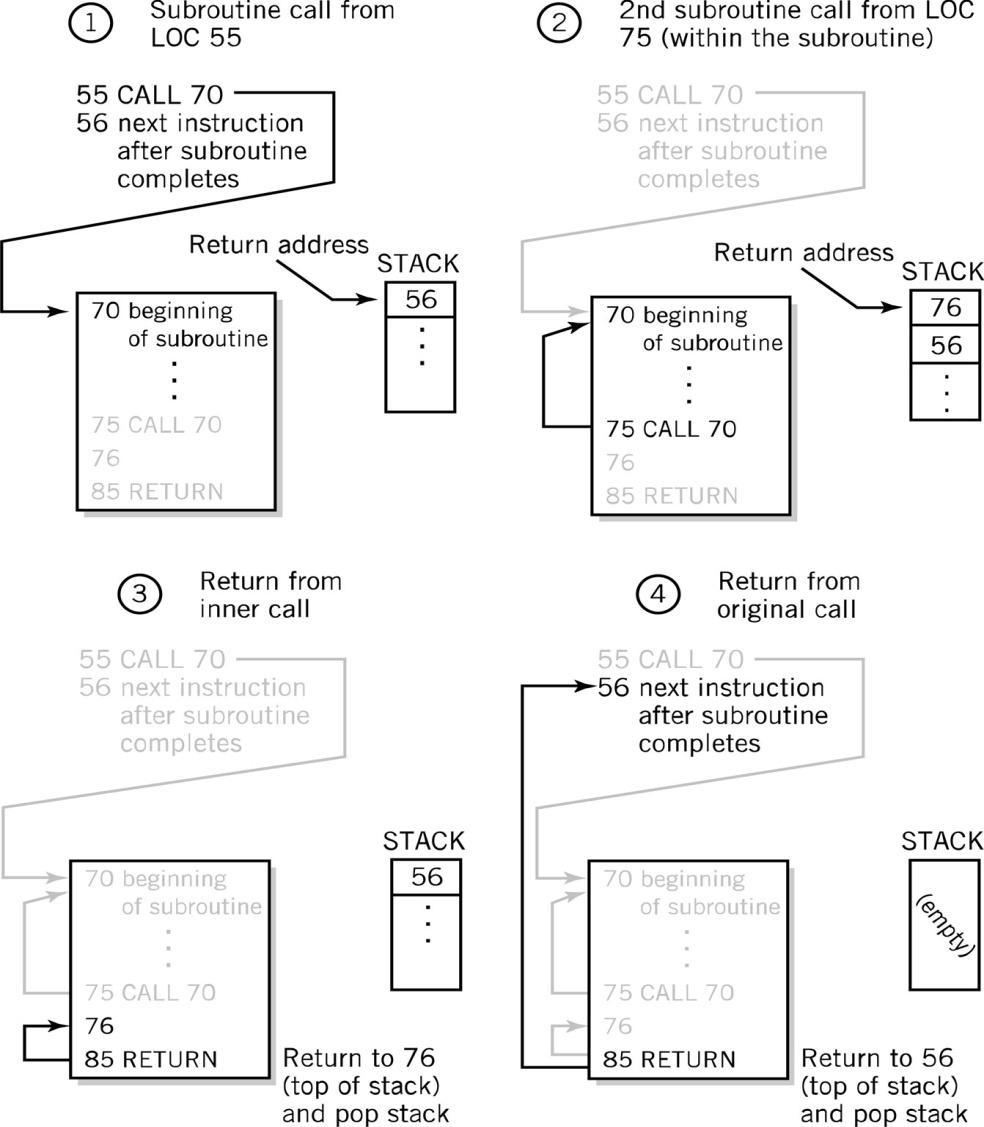 1
Subroutine call from
LOC 55
55 CALL 70
56 next instruction
after subroutine
completes
Return address
STACK
56
70 beginning
of subroutine
75 CALL 70
76
85 RETURN
2
2nd subroutine call from LOC
75 (within the subroutine)
55 CALL 70
56 next instruction
after subroutine
completes
Return address
STACK
76
56
70 beginning
of subroutine
75 CALL 70
76
85 RETURN
3
Return from
inner call
55 CALL 70
56 next instruction
after subroutine
completes
STACK
56
70 beginning
of subroutine
75 CALL 70
76
85 RETURN
Return to 76
(top of stack)
and pop stack
4
Return from
original call
55 CALL 70
56 next instruction
after subroutine
completes
STACK
(empty)
70 beginning
of subroutine
75 CALL 70
76
85 RETURN
Return to 56
(top of stack)
and pop stack